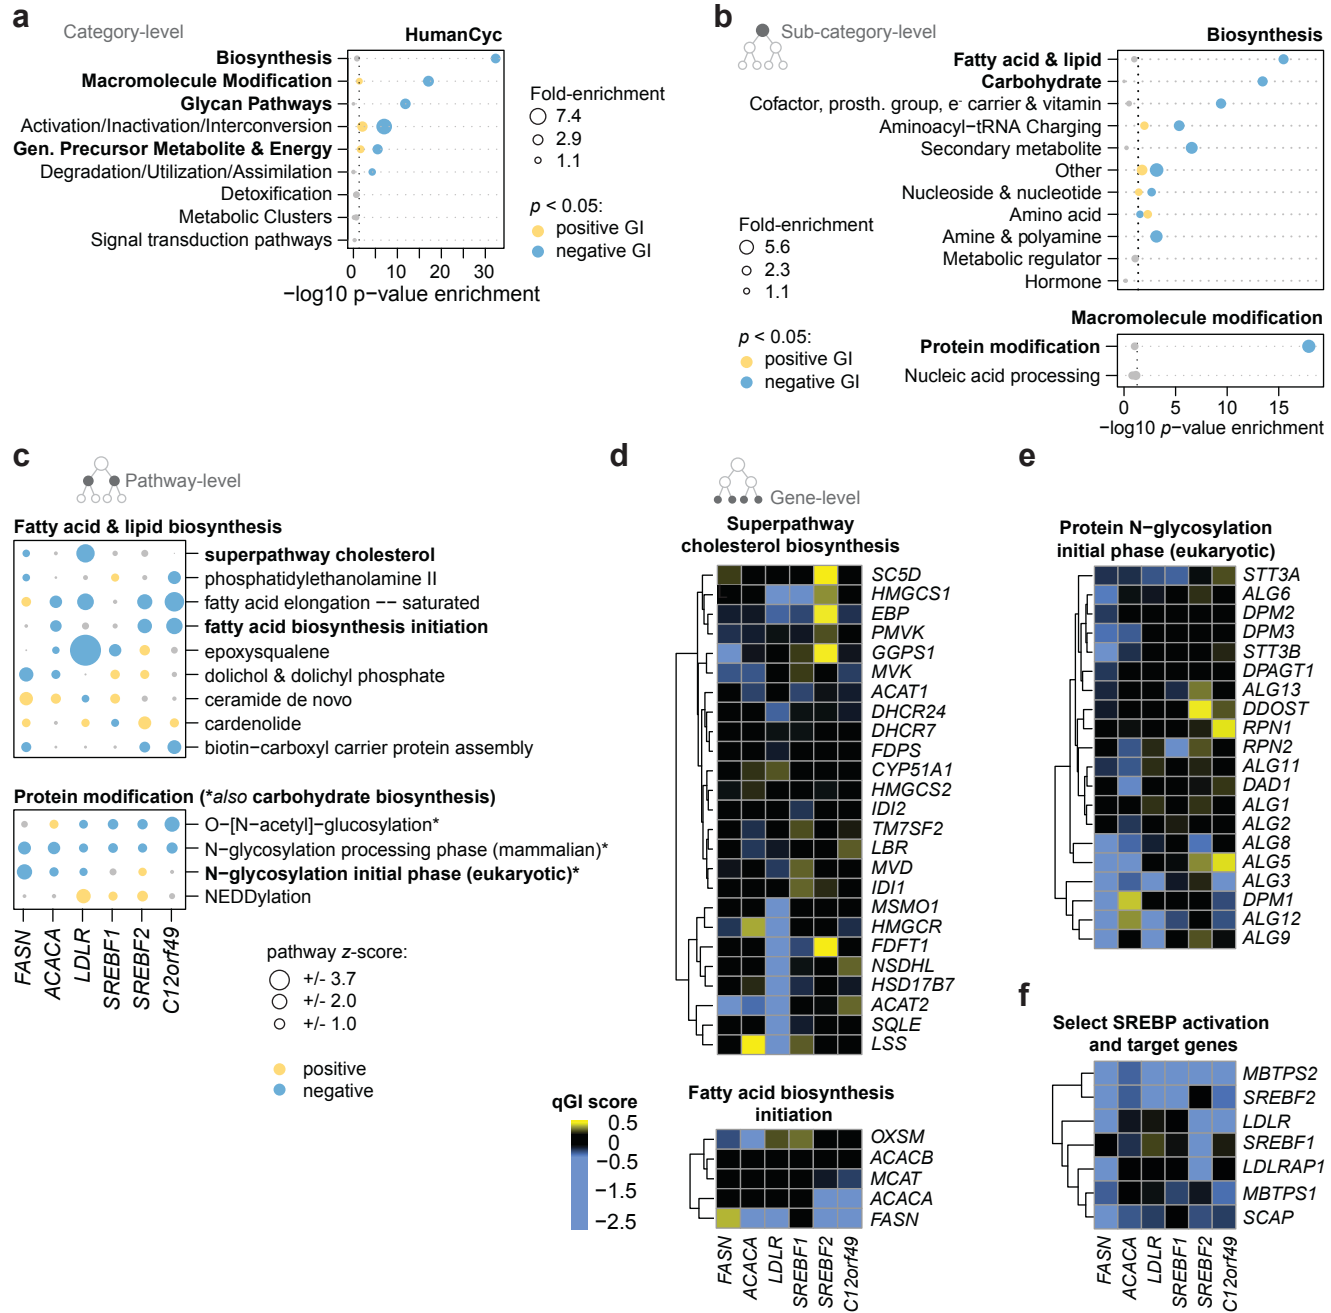 a
Category-level
HumanCyc
Biosynthesis
Macromolecule Modification
Glycan Pathways
Activation/Inactivation/Interconversion
Gen. Precursor Metabolite & Energy
Degradation/Utilization/Assimilation
Detoxification
Metabolic Clusters
Signal transduction pathways
0 10 20 30
−log10 p−value enrichment
Fold-enrichment
7.4
2.9
1.1
p < 0.05:
positive GI
negative GI
b
Sub-category-level
Biosynthesis
Fatty acid & lipid
Carbohydrate
Cofactor, prosth. group, e- carrier & vitamin
Aminoacyl−tRNA Charging
Secondary metabolite
Other
Nucleoside & nucleotide
Amino acid
Amine & polyamine
Metabolic regulator
Hormone
Fold-enrichment
5.6
2.3
1.1
p < 0.05:
positive GI
negative GI
Macromolecule modification
Protein modification
Nucleic acid processing
0 5 10 15
−log10 p−value enrichment
c
Pathway-level
Fatty acid & lipid biosynthesis
superpathway cholesterol
phosphatidylethanolamine II
fatty acid elongation −− saturated
fatty acid biosynthesis initiation
epoxysqualene
dolichol & dolichyl phosphate
ceramide de novo
cardenolide
biotin−carboxyl carrier protein assembly
Protein modification (*also carbohydrate biosynthesis)
O−[N−acetyl]−glucosylation*
N−glycosylation processing phase (mammalian)*
N−glycosylation initial phase (eukaryotic)*
NEDDylation
FASN
ACACA
LDLR
SREBF1
SREBF2
C12orf49
pathway z-score:
+/- 3.7
+/- 2.0
+/- 1.0
positive
negative
d
Gene-level
Superpathway
cholesterol biosynthesis
SC5D
HMGCS1
EBP
PMVK
GGPS1
MVK
ACAT1
DHCR24
DHCR7
FDPS
CYP51A1
HMGCS2
IDI2
TM7SF2
LBR
MVD
IDI1
MSMO1
HMGCR
FDFT1
NSDHL
HSD17B7
ACAT2
SQLE
LSS
qGI score
0.5
0
−0.5
−1.5
−2.5
Fatty acid biosynthesis
initiation
OXSM
ACACB
MCAT
ACACA
FASN
FASN
ACACA
LDLR
SREBF1
SREBF2
C12orf49
e
Protein N−glycosylation
initial phase (eukaryotic)
STT3A
ALG6
DPM2
DPM3
STT3B
DPAGT1
ALG13
DDOST
RPN1
RPN2
ALG11
DAD1
ALG1
ALG2
ALG8
ALG5
ALG3
DPM1
ALG12
ALG9
f
Select SREBP activation
and target genes
MBTPS2
SREBF2
LDLR
SREBF1
LDLRAP1
MBTPS1
SCAP
FASN
ACACA
LDLR
SREBF1
SREBF2
C12orf49